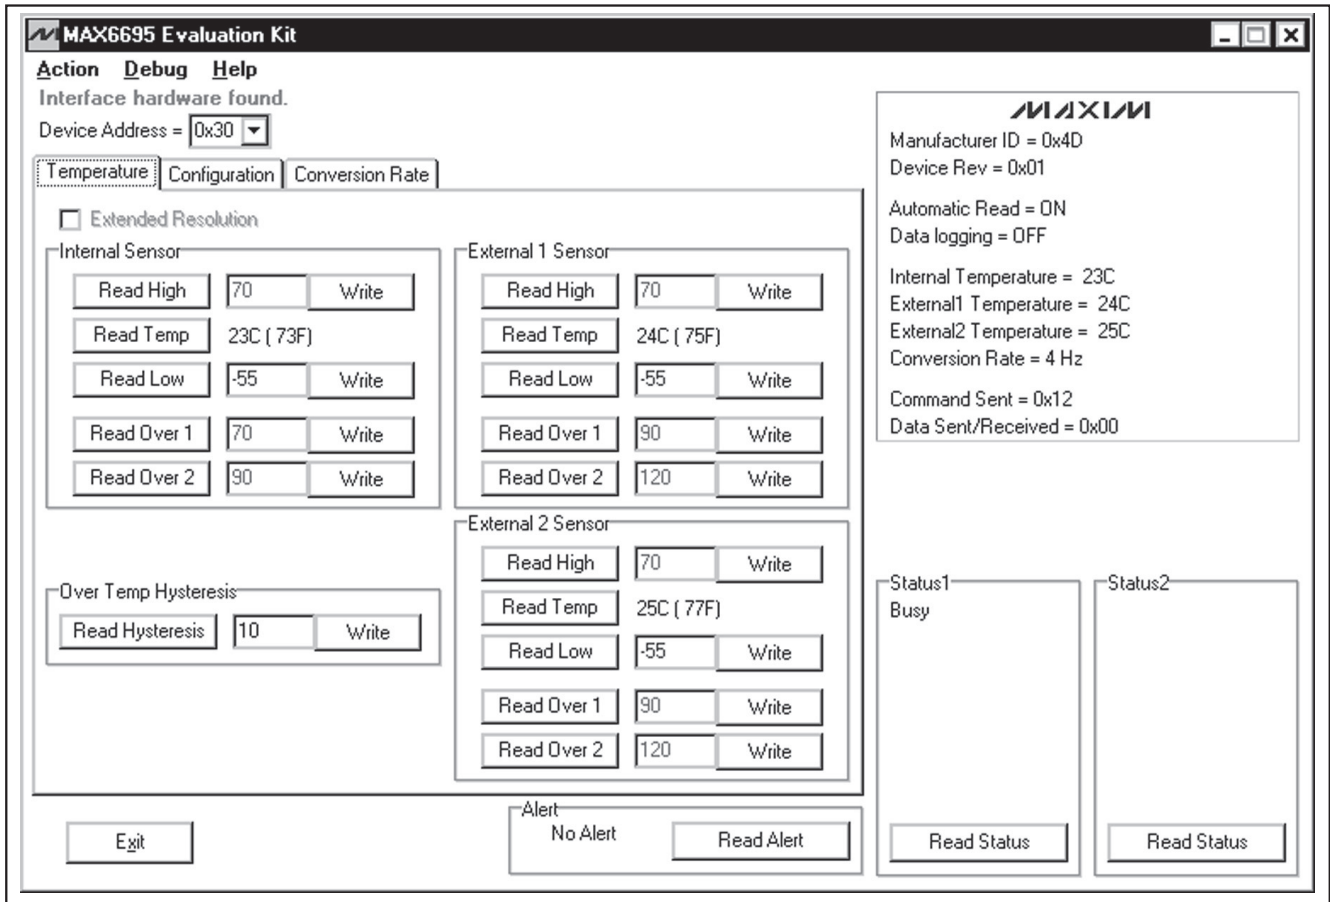 MAX6695 Evaluation Kit
Action Debug Help
Interface hardware found.
Device Address = 0x30
Temperature Configuration Conversion Rate
Extended Resolution
Internal Sensor
Read High 70 Write
Read Temp 23C ( 73F)
Read Low -55 Write
Read Over 1 70 Write
Read Over 2 90 Write
Over Temp Hysteresis
Read Hysteresis 10 Write
External 1 Sensor
Read High 70 Write
Read Temp 24C ( 75F)
Read Low -55 Write
Read Over 1 90 Write
Read Over 2 120 Write
External 2 Sensor
Read High 70 Write
Read Temp 25C ( 77F)
Read Low -55 Write
Read Over 1 90 Write
Read Over 2 120 Write
Exit
Alert
No Alert Read Alert
MAXIM
Manufacturer ID = 0x4D
Device Rev = 0x01
Automatic Read = ON
Data logging = OFF
Internal Temperature = 23C
External1 Temperature = 24C
External2 Temperature = 25C
Conversion Rate = 4 Hz
Command Sent = 0x12
Data Sent/Received = 0x00
Status1
Busy
Read Status
Status2
Read Status